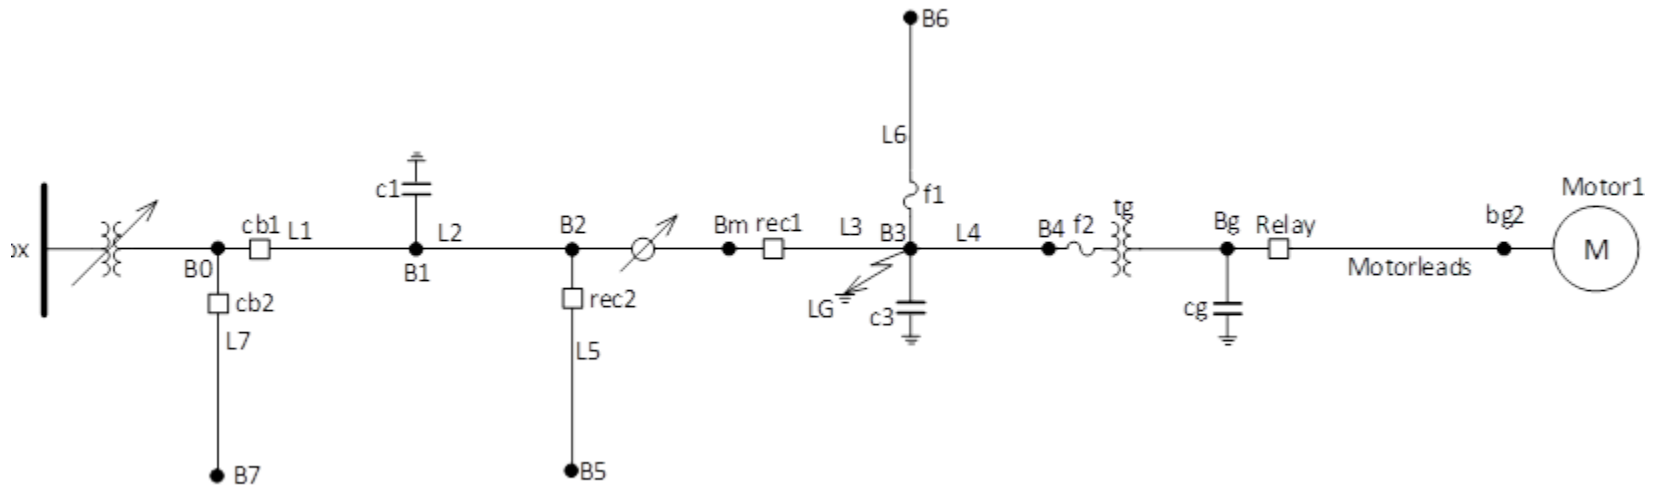 B6
Motor1
L6
c1
f1
tg
bg2
cb1
L1
L2
B2
Bm rec1
L3
B3
L4
B4 f2
Bg
Relay
M
B0
B1
Motorleads
cb2
rec2
LG
c3
cg
L7
L5
B7
B5